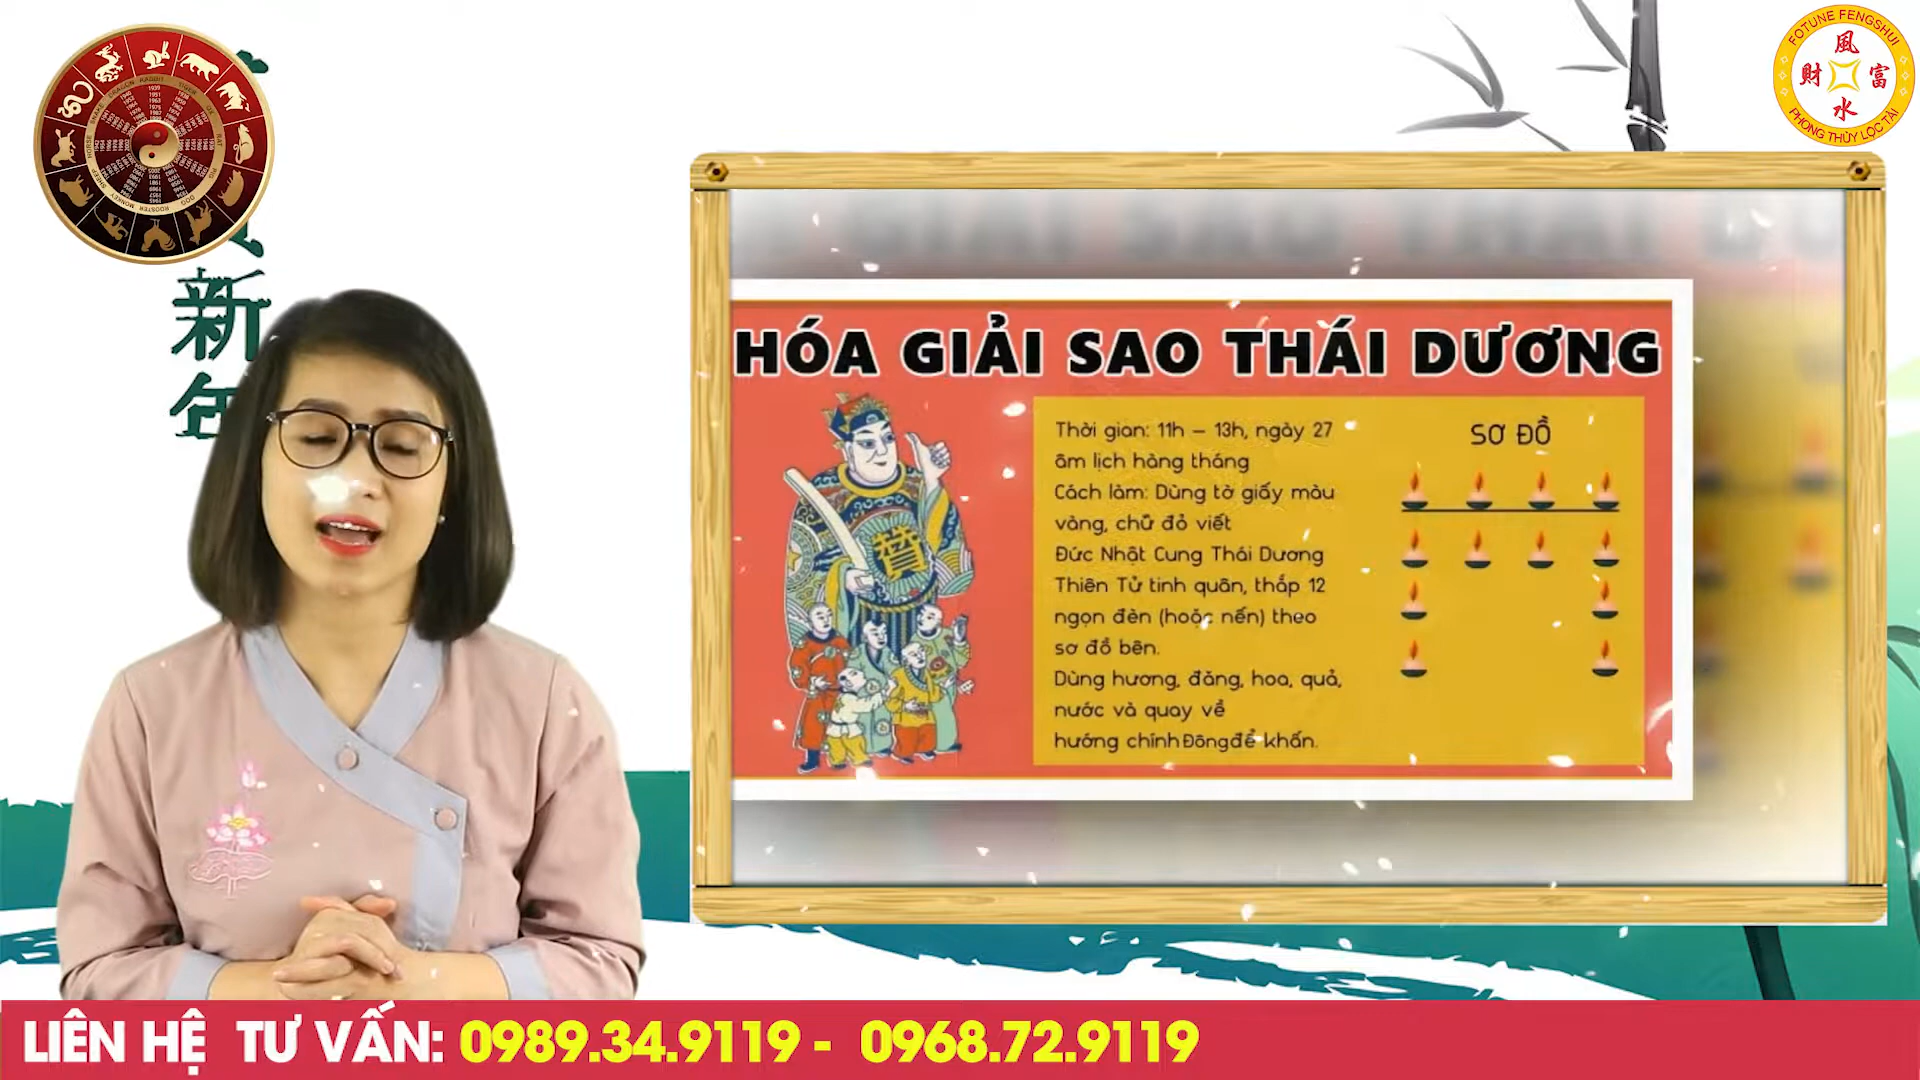 新
年
FOTUNE FENGSHUI
風
財 富
水
PHONG THỦY LỘC TÀI
HÓA GIẢI SAO THÁI DƯƠNG
Thời gian: 11h – 13h, ngày 27
âm lịch hàng tháng
Cách làm: Dùng tờ giấy màu
vàng, chữ đỏ viết
Đức Nhật Cung Thái Dương
Thiên Tử tinh quân, thắp 12
ngọn đèn (hoặc nến) theo
sơ đồ bên.
Dùng hương, đăng, hoa, quả,
nước và quay về
hướng chính Đông để khấn.
SƠ ĐỒ
LIÊN HỆ TƯ VẤN: 0989.34.9119 - 0968.72.9119